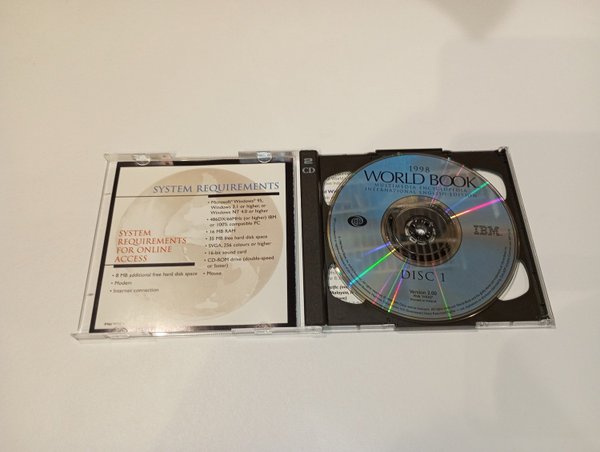 SYSTEM REQUIREMENTS
• Microsoft® Windows® 95,
Windows 3.1 or higher, or
Windows NT 4.0 or higher
• 486DX/66MHz (or higher) IBM
or 100% compatible PC
• 16 MB RAM
• 35 MB free hard disk space
• SVGA, 256 colours or higher
• 16-bit sound card
• CD-ROM drive (double-speed
or faster)
• Mouse
SYSTEM
REQUIREMENTS
FOR ONLINE
ACCESS
• 8 MB additional free hard disk space
• Modem
• Internet connection
2
CD
1998
WORLD BOOK
MULTIMEDIA ENCYCLOPEDIA
INTERNATIONAL ENGLISH EDITION
IBM
DISC 1
Version 2.00